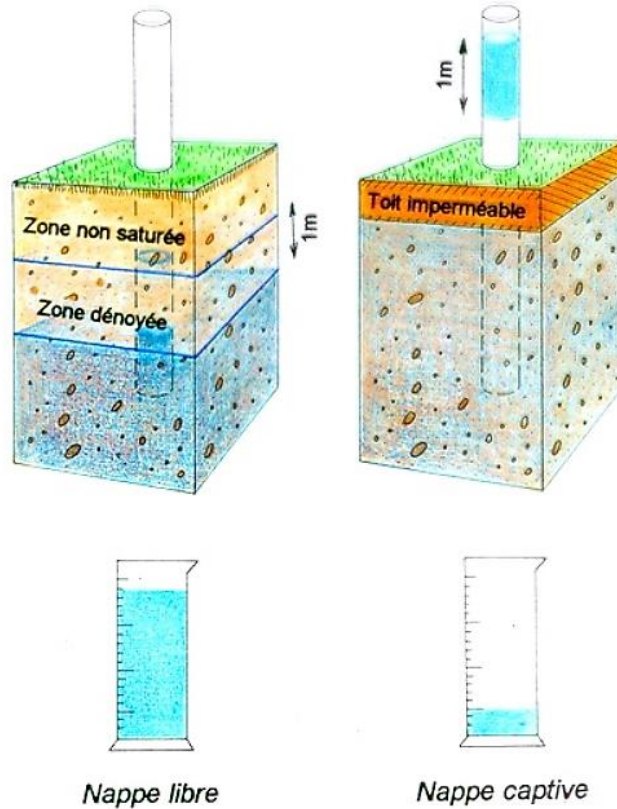 1m
Zone non saturée
1m
Zone dénoyée
Toit imperméable
Nappe libre
Nappe captive